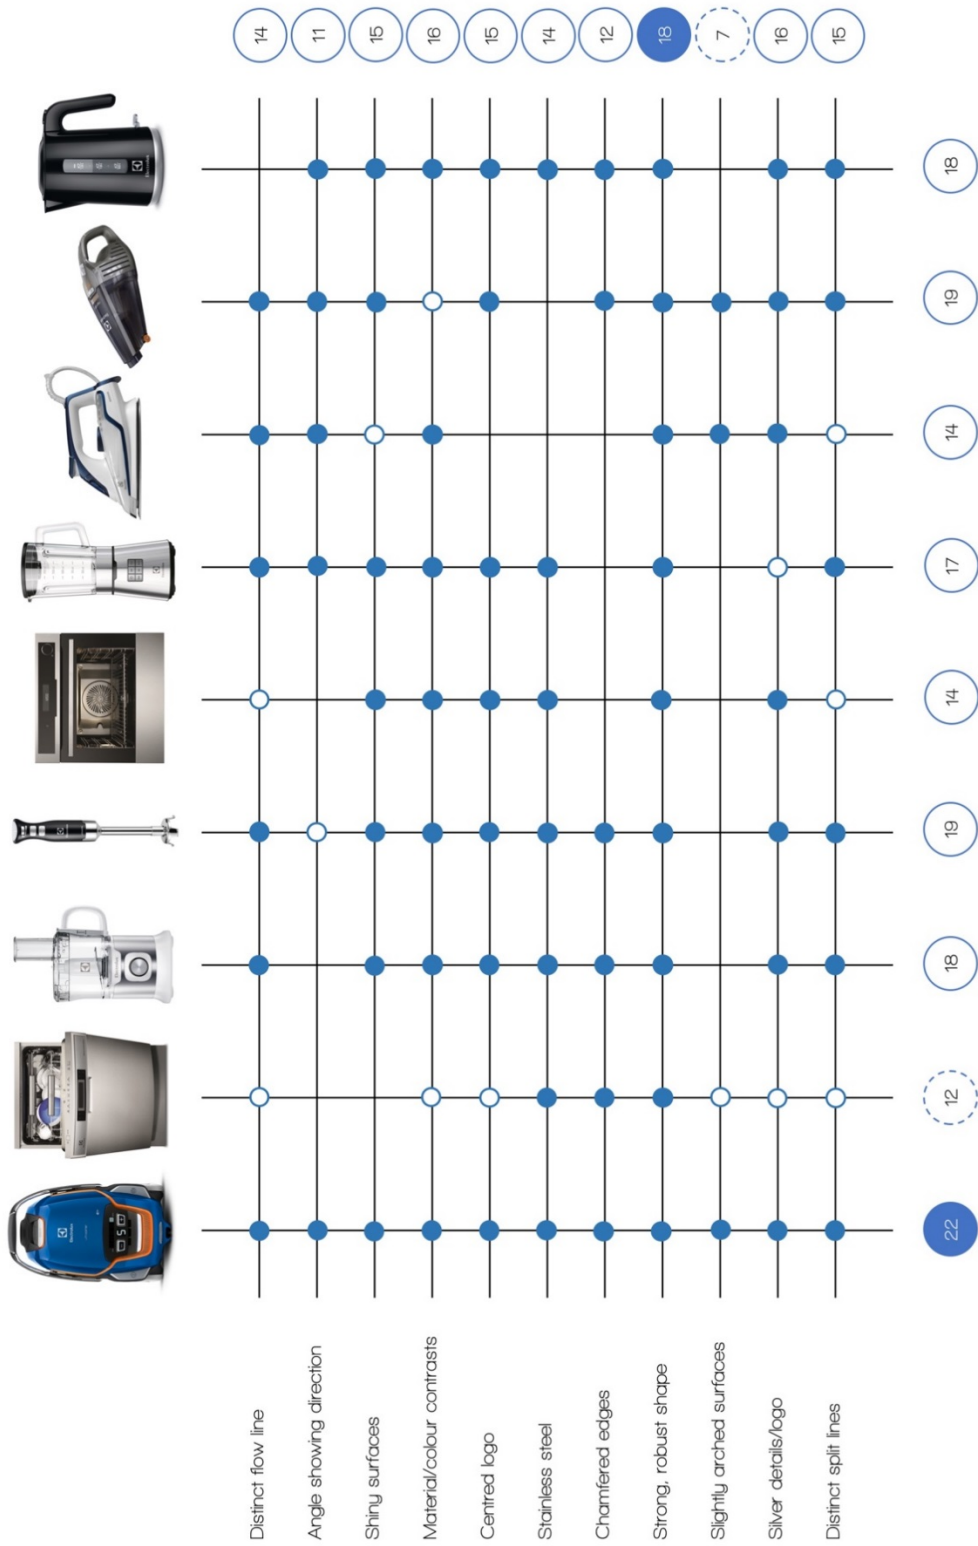 Distinct flow line
14
Angle showing direction
11
Shiny surfaces
15
Material/colour contrasts
16
Centred logo
15
Stainless steel
14
Chamfered edges
12
Strong, robust shape
18
Slightly arched surfaces
7
Silver details/logo
16
Distinct split lines
15
22
12
18
19
14
17
14
19
18